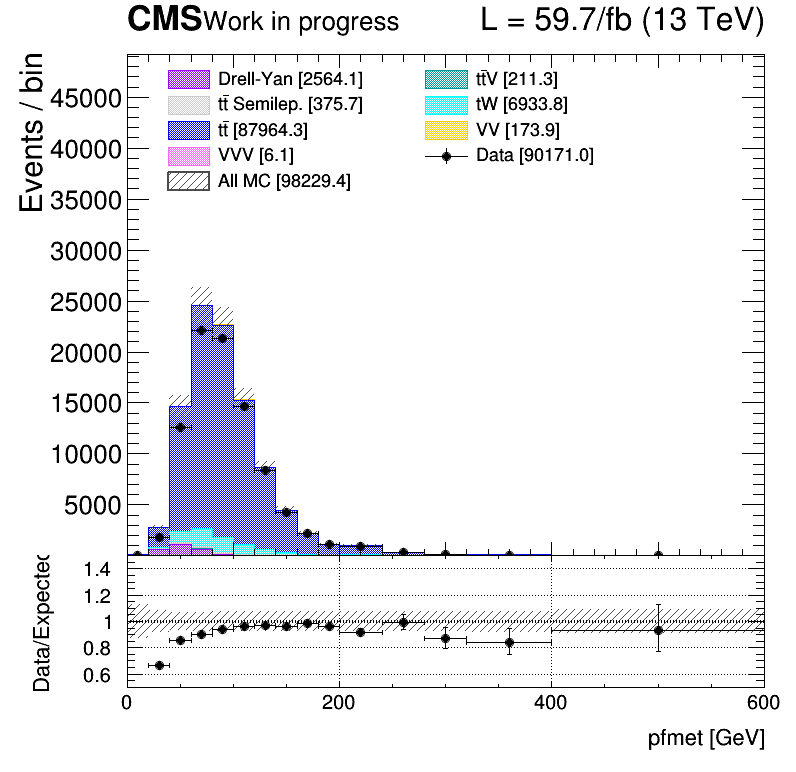 CMS Work in progress L = 59.7/fb (13 TeV)
Events / bin
Drell-Yan [2564.1]
tt̄V [211.3]
tt̄ Semilep. [375.7]
tW [6933.8]
tt̄ [87964.3]
VV [173.9]
VVV [6.1]
Data [90171.0]
All MC [98229.4]
45000
40000
35000
30000
25000
20000
15000
10000
5000
Data/Expected
1.4
1.2
1
0.8
0.6
0 200 400 600
pfmet [GeV]